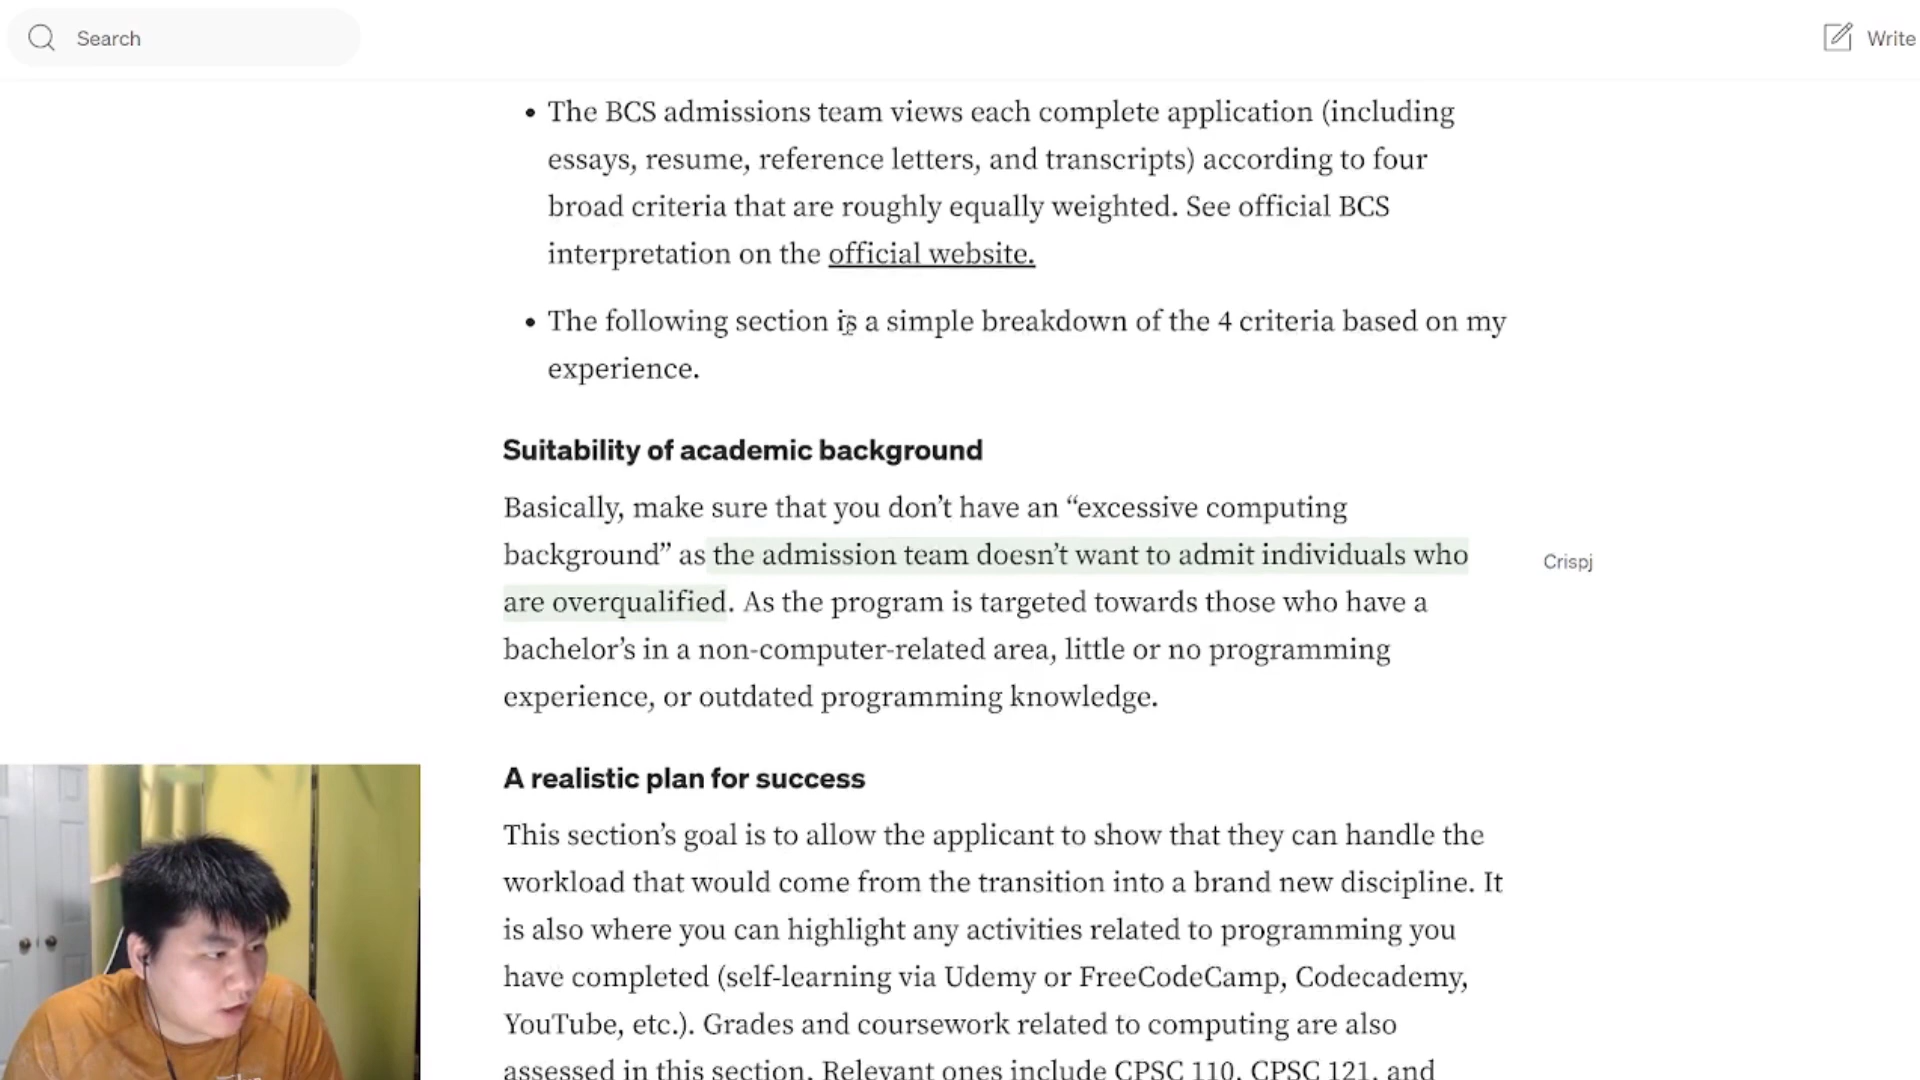 Search
Write
• The BCS admissions team views each complete application (including
essays, resume, reference letters, and transcripts) according to four
broad criteria that are roughly equally weighted. See official BCS
interpretation on the official website.
• The following section is a simple breakdown of the 4 criteria based on my
experience.
Suitability of academic background
Basically, make sure that you don’t have an “excessive computing
background” as the admission team doesn’t want to admit individuals who
are overqualified. As the program is targeted towards those who have a
bachelor’s in a non-computer-related area, little or no programming
experience, or outdated programming knowledge.
Crispj
A realistic plan for success
This section’s goal is to allow the applicant to show that they can handle the
workload that would come from the transition into a brand new discipline. It
is also where you can highlight any activities related to programming you
have completed (self-learning via Udemy or FreeCodeCamp, Codecademy,
YouTube, etc.). Grades and coursework related to computing are also
assessed in this section. Relevant ones include CPSC 110, CPSC 121, and